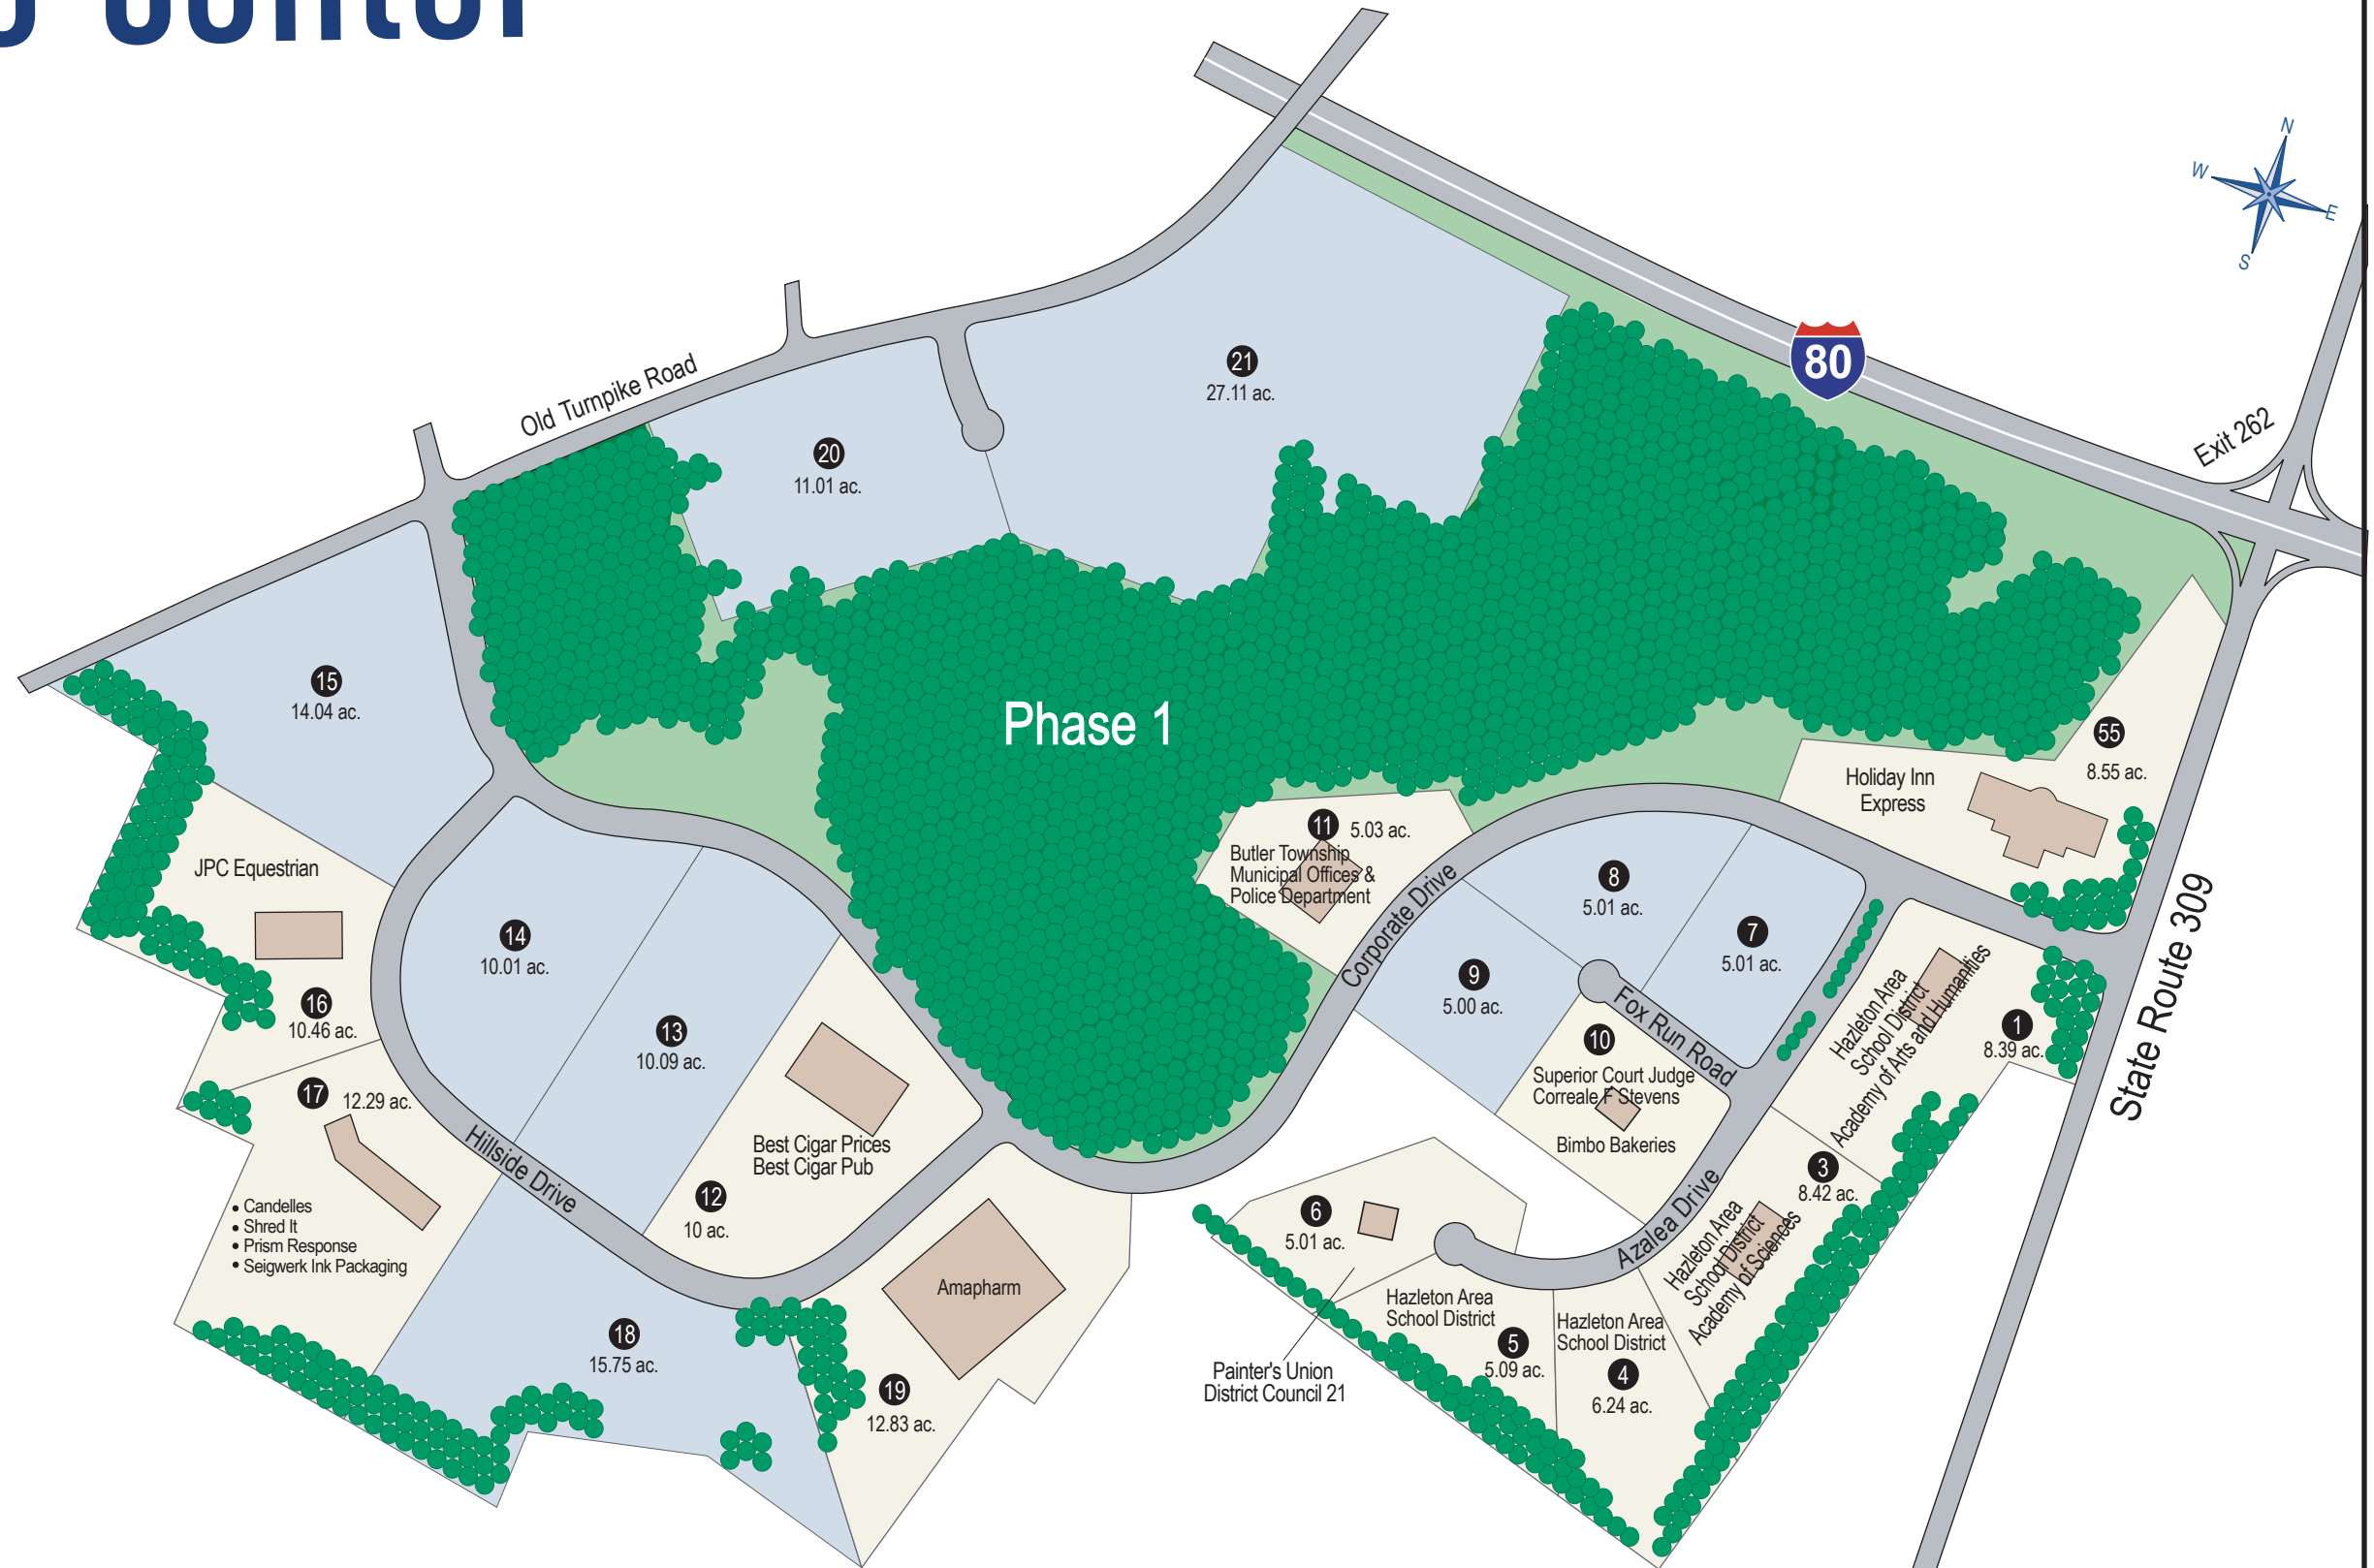 Center
N
W
E
S
80
Exit 262
21
27.11 ac.
Old Turnpike Road
20
11.01 ac.
15
14.04 ac.
Phase 1
55
8.55 ac.
Holiday Inn
Express
11 5.03 ac.
Butler Township
Municipal Offices &
Police Department
Corporate Drive
8
5.01 ac.
7
5.01 ac.
9
5.00 ac.
JPC Equestrian
16
10.46 ac.
14
10.01 ac.
13
10.09 ac.
Fox Run Road
10
Superior Court Judge
Correale F Stevens
Bimbo Bakeries
Hazleton Area
School District
Academy of Arts and Humanities
1
8.39 ac.
State Route 309
17 12.29 ac.
• Candelles
• Shred It
• Prism Response
• Seigwerk Ink Packaging
Hillside Drive
Best Cigar Prices
Best Cigar Pub
12
10 ac.
Amapharm
6
5.01 ac.
Azalea Drive
3
8.42 ac.
Hazleton Area
School District
Academy of Sciences
18
15.75 ac.
19
12.83 ac.
Painter's Union
District Council 21
Hazleton Area
School District
5
5.09 ac.
Hazleton Area
School District
4
6.24 ac.